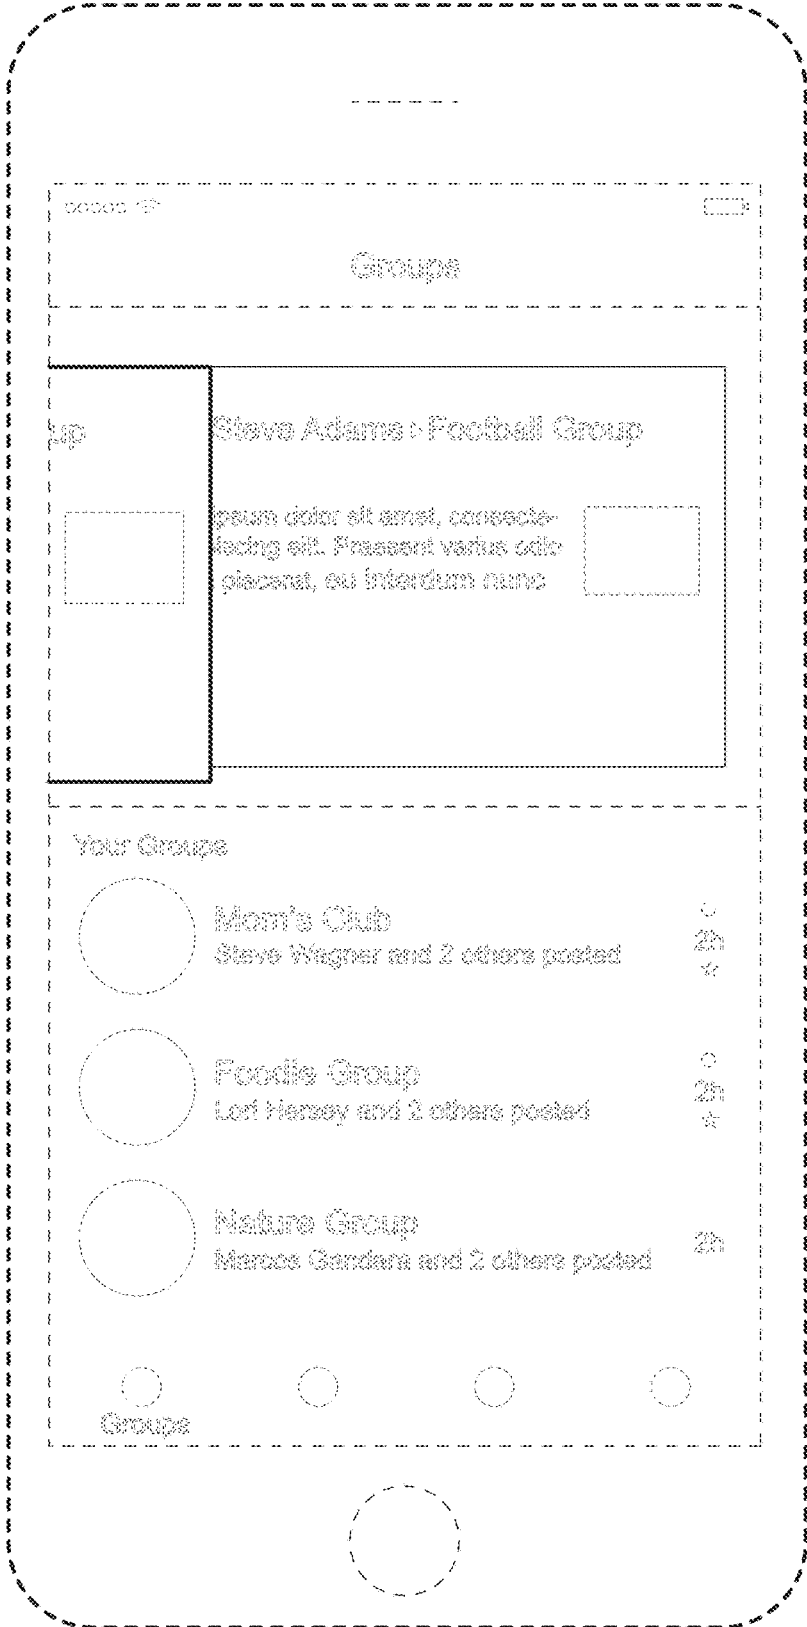 Groups
up
Steve Adams ▹ Football Group
psum dolor sit amet, consecte-
iscing elit. Praesent varius odio
placerat, eu interdum nunc
Your Groups
Mom's Club
Steve Wagner and 2 others posted
2h
Foodie Group
Lori Hersey and 2 others posted
2h
Nature Group
Marcos Gandara and 2 others posted
2h
Groups